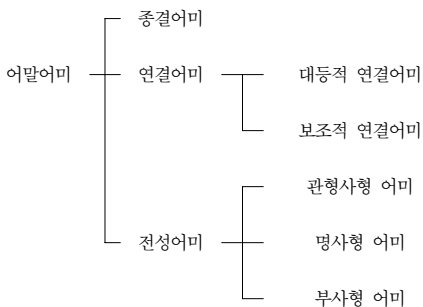 종결어미
어말어미 연결어미 대등적 연결어미
보조적 연결어미
관형사형 어미
전성어미 명사형 어미
부사형 어미